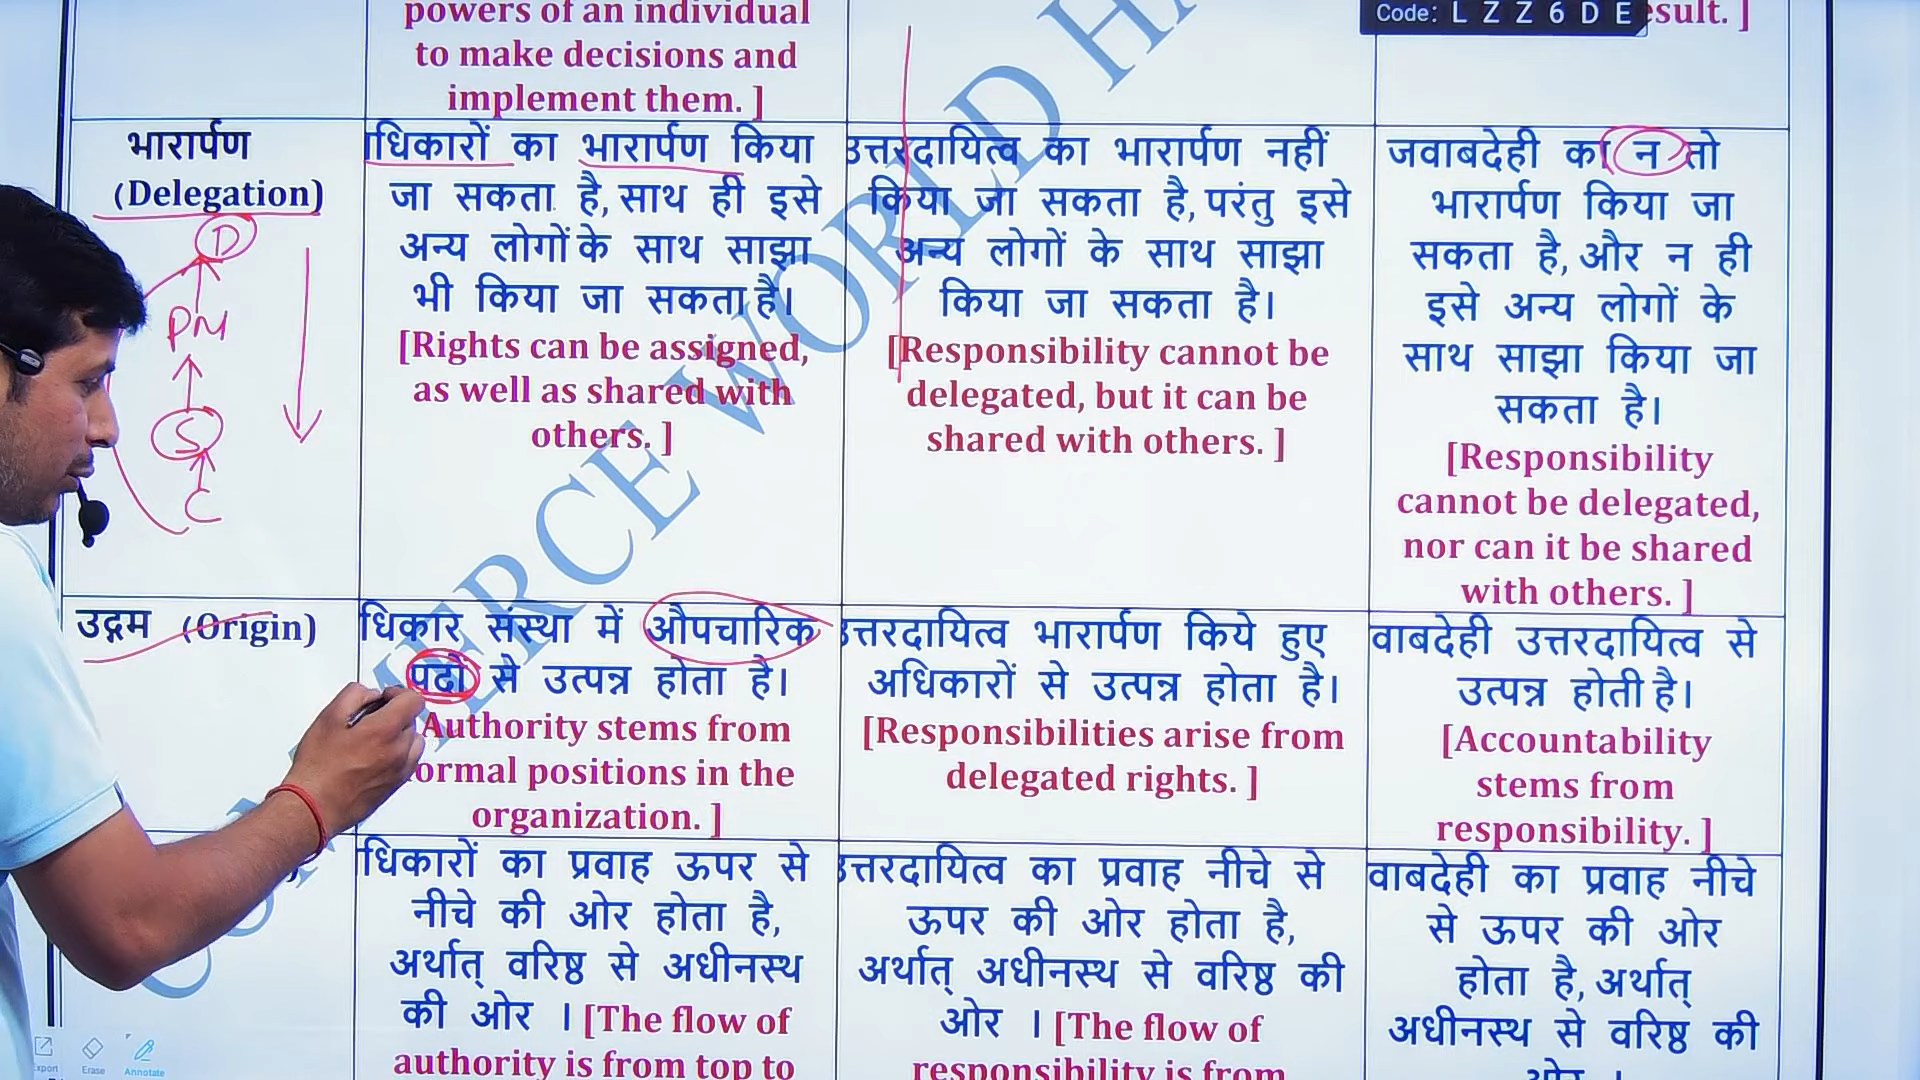 powers of an individual
to make decisions and
implement them. ]
Code: L Z Z 6 D E
esult. ]
भारार्पण
(Delegation)
D
PM
S
C
धिकारों का भारार्पण किया
जा सकता है, साथ ही इसे
अन्य लोगों के साथ साझा
भी किया जा सकता है।
[Rights can be assigned,
as well as shared with
others. ]
उत्तरदायित्व का भारार्पण नहीं
किया जा सकता है, परंतु इसे
अन्य लोगों के साथ साझा
किया जा सकता है।
[Responsibility cannot be
delegated, but it can be
shared with others. ]
जवाबदेही का न तो
भारार्पण किया जा
सकता है, और न ही
इसे अन्य लोगों के
साथ साझा किया जा
सकता है।
[Responsibility
cannot be delegated,
nor can it be shared
with others. ]
उद्गम (Origin)
धिकार संस्था में औपचारिक
पदों से उत्पन्न होता है।
Authority stems from
ormal positions in the
organization. ]
उत्तरदायित्व भारार्पण किये हुए
अधिकारों से उत्पन्न होता है।
[Responsibilities arise from
delegated rights. ]
वाबदेही उत्तरदायित्व से
उत्पन्न होती है।
[Accountability
stems from
responsibility. ]
धिकारों का प्रवाह ऊपर से
नीचे की ओर होता है,
अर्थात् वरिष्ठ से अधीनस्थ
की ओर । [The flow of
authority is from top to
उत्तरदायित्व का प्रवाह नीचे से
ऊपर की ओर होता है,
अर्थात् अधीनस्थ से वरिष्ठ की
ओर । [The flow of
responsibility is from
वाबदेही का प्रवाह नीचे
से ऊपर की ओर
होता है, अर्थात्
अधीनस्थ से वरिष्ठ की
ओर ।
COMMERCE WORLD
Export
Erase
Annotate